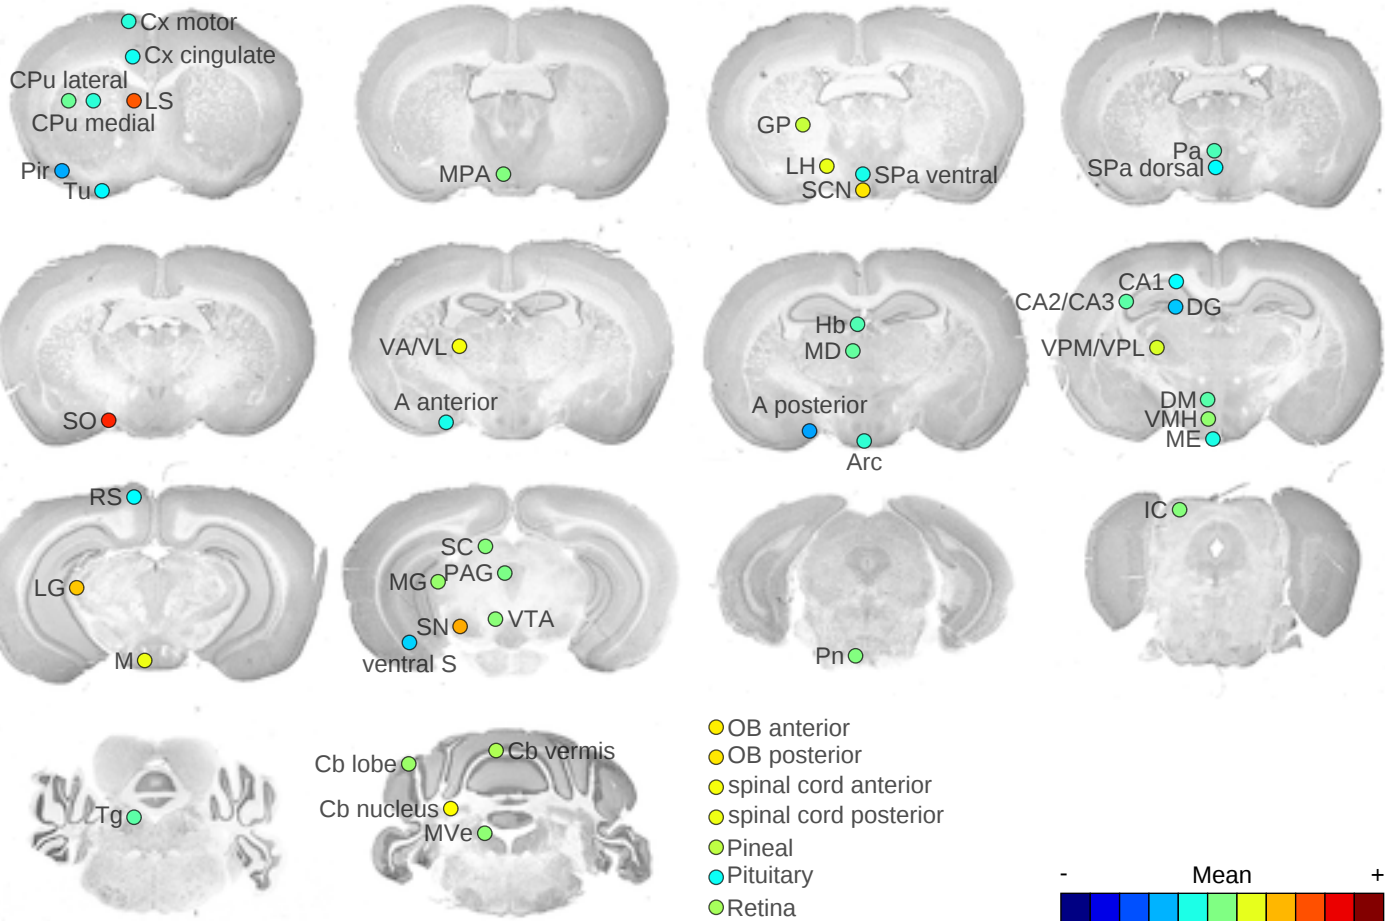 Cx motor
Cx cingulate
CPu lateral
LS
CPu medial
Pir
Tu
MPA
GP
LH
SPa ventral
SCN
Pa
SPa dorsal
SO
VA/VL
A anterior
Hb
MD
A posterior
Arc
CA1
CA2/CA3
DG
VPM/VPL
DM
VMH
ME
RS
LG
M
SC
MG
PAG
SN
VTA
ventral S
Pn
IC
Tg
Cb lobe
Cb vermis
Cb nucleus
MVe
OB anterior
OB posterior
spinal cord anterior
spinal cord posterior
Pineal
Pituitary
Retina
- Mean +